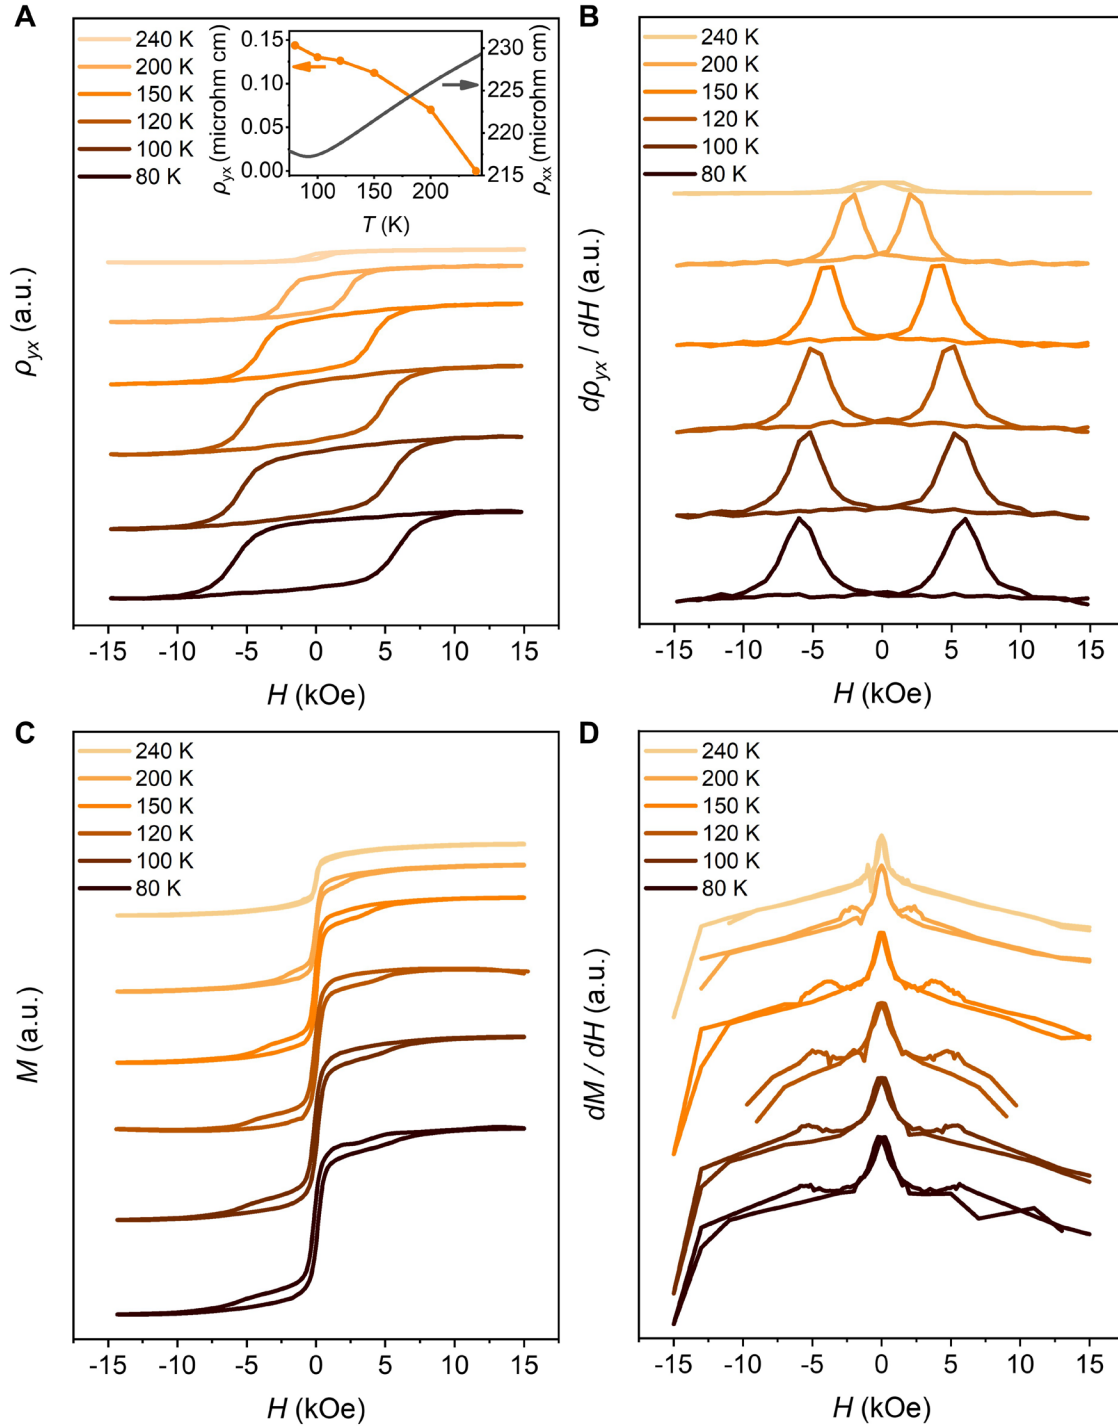 A
240 K
200 K
150 K
120 K
100 K
80 K
0.15
0.10
0.05
0.00
ρyx (microhm cm)
230
225
220
215
ρxx (microhm cm)
100
150
200
T (K)
ρyx (a.u.)
-15
-10
-5
0
5
10
15
H (kOe)
B
240 K
200 K
150 K
120 K
100 K
80 K
dρyx / dH (a.u.)
-15
-10
-5
0
5
10
15
H (kOe)
C
240 K
200 K
150 K
120 K
100 K
80 K
M (a.u.)
-15
-10
-5
0
5
10
15
H (kOe)
D
240 K
200 K
150 K
120 K
100 K
80 K
dM / dH (a.u.)
-15
-10
-5
0
5
10
15
H (kOe)